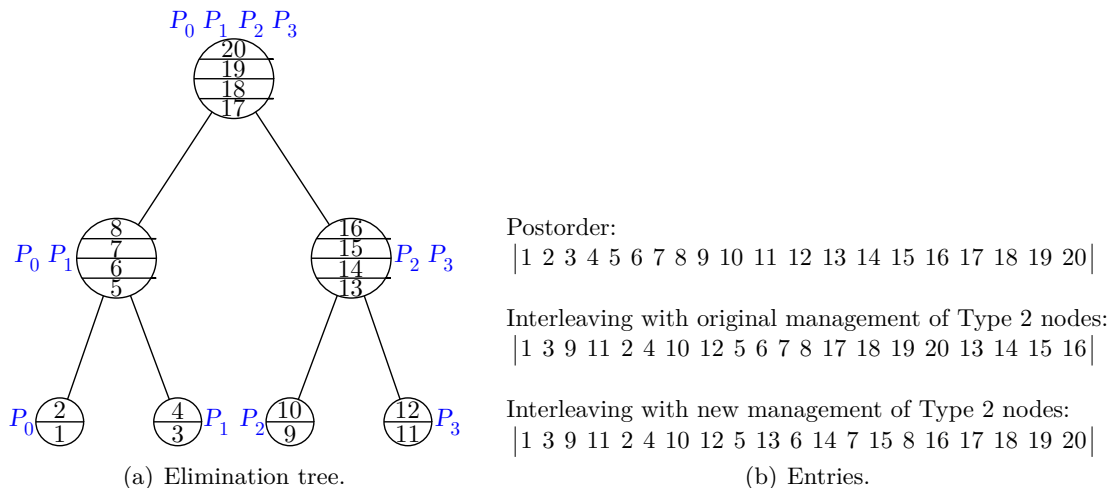 P0 P1 P2 P3
20
19
18
17
8
7
6
5
P0 P1
16
15
14
13
P2 P3
2
1
P0
4
3
P1
P2
10
9
12
11
P3
(a) Elimination tree.
Postorder:
|1 2 3 4 5 6 7 8 9 10 11 12 13 14 15 16 17 18 19 20|
Interleaving with original management of Type 2 nodes:
|1 3 9 11 2 4 10 12 5 6 7 8 17 18 19 20 13 14 15 16|
Interleaving with new management of Type 2 nodes:
|1 3 9 11 2 4 10 12 5 13 6 14 7 15 8 16 17 18 19 20|
(b) Entries.